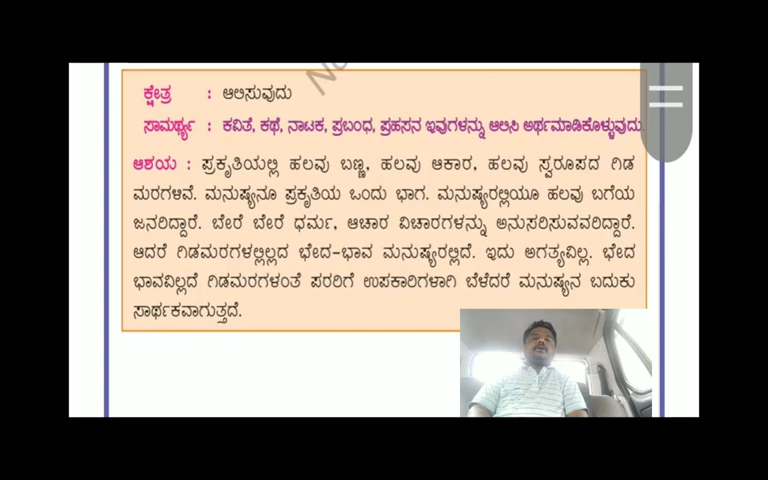 ಕ್ಷೇತ್ರ : ಆಲಿಸುವುದು
ಸಾಮರ್ಥ್ಯ : ಕವಿತೆ, ಕಥೆ, ನಾಟಕ, ಪ್ರಬಂಧ, ಪ್ರಹಸನ ಇವುಗಳನ್ನು ಆಲಿಸಿ ಅರ್ಥಮಾಡಿಕೊಳ್ಳುವುದು.
ಆಶಯ : ಪ್ರಕೃತಿಯಲ್ಲಿ ಹಲವು ಬಣ್ಣ, ಹಲವು ಆಕಾರ, ಹಲವು ಸ್ವರೂಪದ ಗಿಡ
ಮರಗಳಿವೆ. ಮನುಷ್ಯನೂ ಪ್ರಕೃತಿಯ ಒಂದು ಭಾಗ. ಮನುಷ್ಯರಲ್ಲಿಯೂ ಹಲವು ಬಗೆಯ
ಜನರಿದ್ದಾರೆ. ಬೇರೆ ಬೇರೆ ಧರ್ಮ, ಆಚಾರ ವಿಚಾರಗಳನ್ನು ಅನುಸರಿಸುವವರಿದ್ದಾರೆ.
ಆದರೆ ಗಿಡಮರಗಳಲ್ಲಿಲ್ಲದ ಭೇದ-ಭಾವ ಮನುಷ್ಯರಲ್ಲಿದೆ. ಇದು ಅಗತ್ಯವಿಲ್ಲ. ಭೇದ
ಭಾವವಿಲ್ಲದೆ ಗಿಡಮರಗಳಂತೆ ಪರರಿಗೆ ಉಪಕಾರಿಗಳಾಗಿ ಬೆಳೆದರೆ ಮನುಷ್ಯನ ಬದುಕು
ಸಾರ್ಥಕವಾಗುತ್ತದೆ.